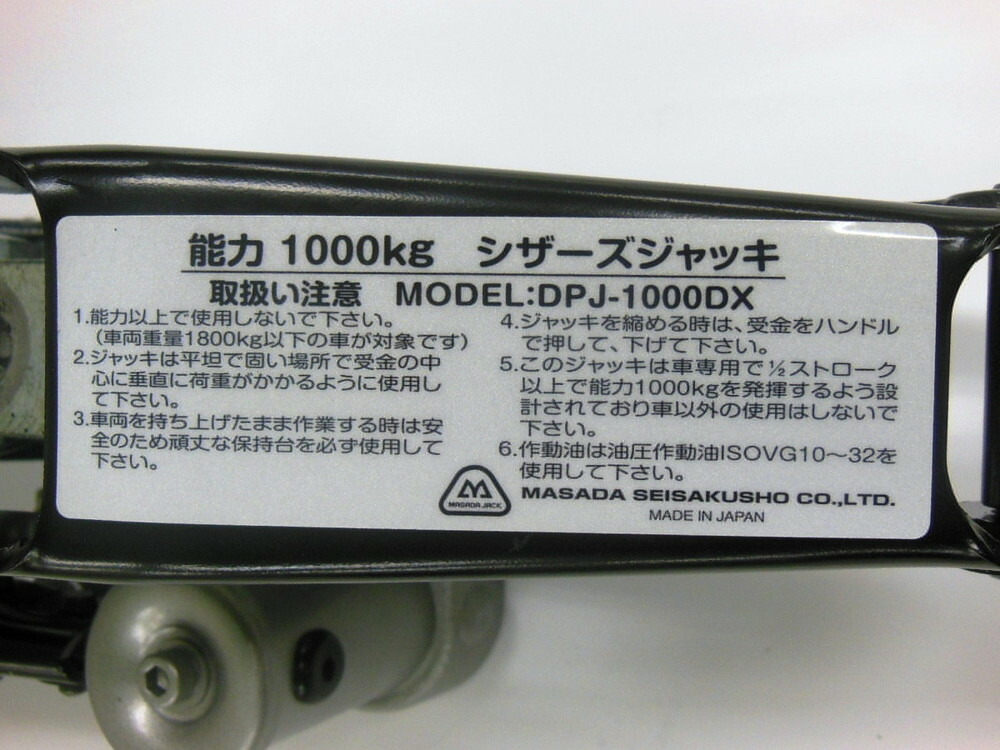 能力 1000kg シザーズジャッキ
取扱い注意 MODEL:DPJ-1000DX
1.能力以上で使用しないで下さい。
(車両重量1800kg以下の車が対象です)
2.ジャッキは平坦で固い場所で受金の中
心に垂直に荷重がかかるように使用し
て下さい。
3.車両を持ち上げたまま作業する時は安
全のため頑丈な保持台を必ず使用して
下さい。
4.ジャッキを縮める時は、受金をハンドル
で押して、下げて下さい。
5.このジャッキは車専用で½ストローク
以上で能力1000kgを発揮するよう設
計されており車以外の使用はしないで
下さい。
6.作動油は油圧作動油ISOVG10〜32を
使用して下さい。
MASADA JACK
MASADA SEISAKUSHO CO.,LTD.
MADE IN JAPAN